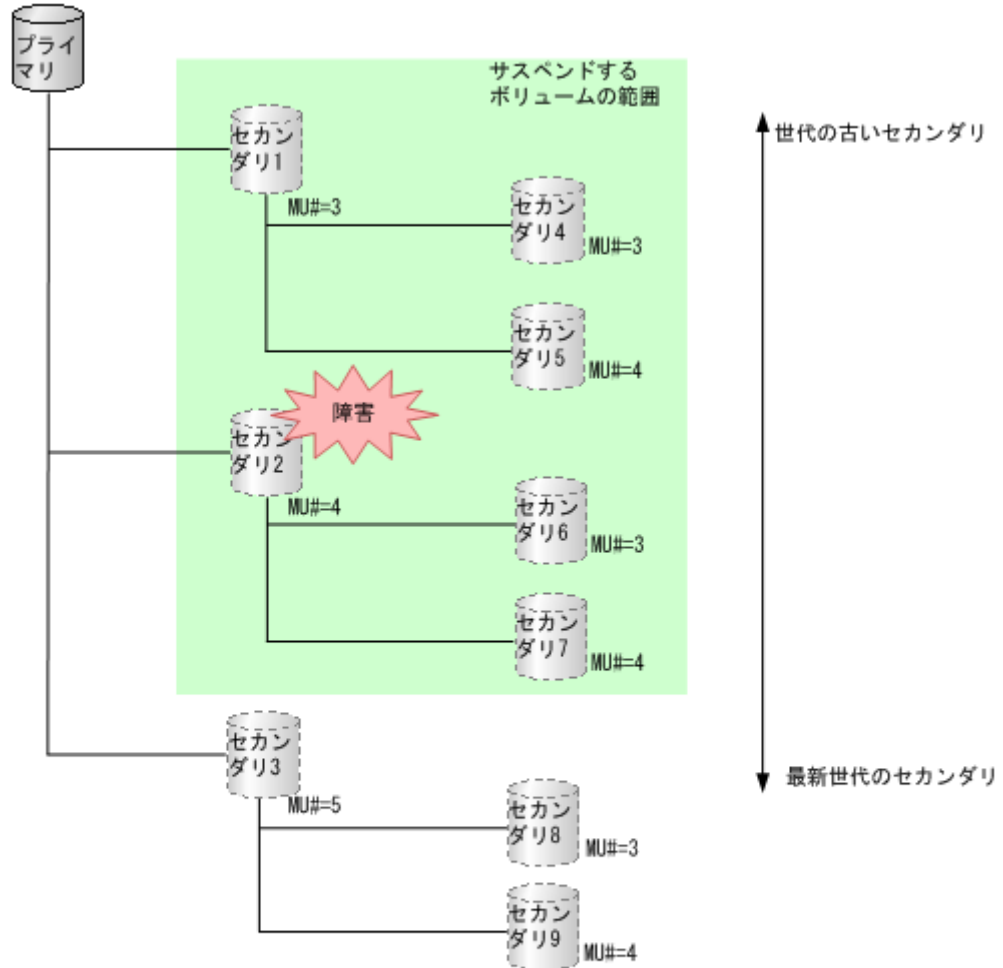 プライ
マリ
サスペンドする
ボリュームの範囲
世代の古いセカンダリ
セカン
ダリ1
MU#=3
セカン
ダリ4
MU#=3
セカン
ダリ5
MU#=4
障害
セカン
ダリ2
MU#=4
セカン
ダリ6
MU#=3
セカン
ダリ7
MU#=4
セカン
ダリ3
MU#=5
最新世代のセカンダリ
セカン
ダリ8
MU#=3
セカン
ダリ9
MU#=4